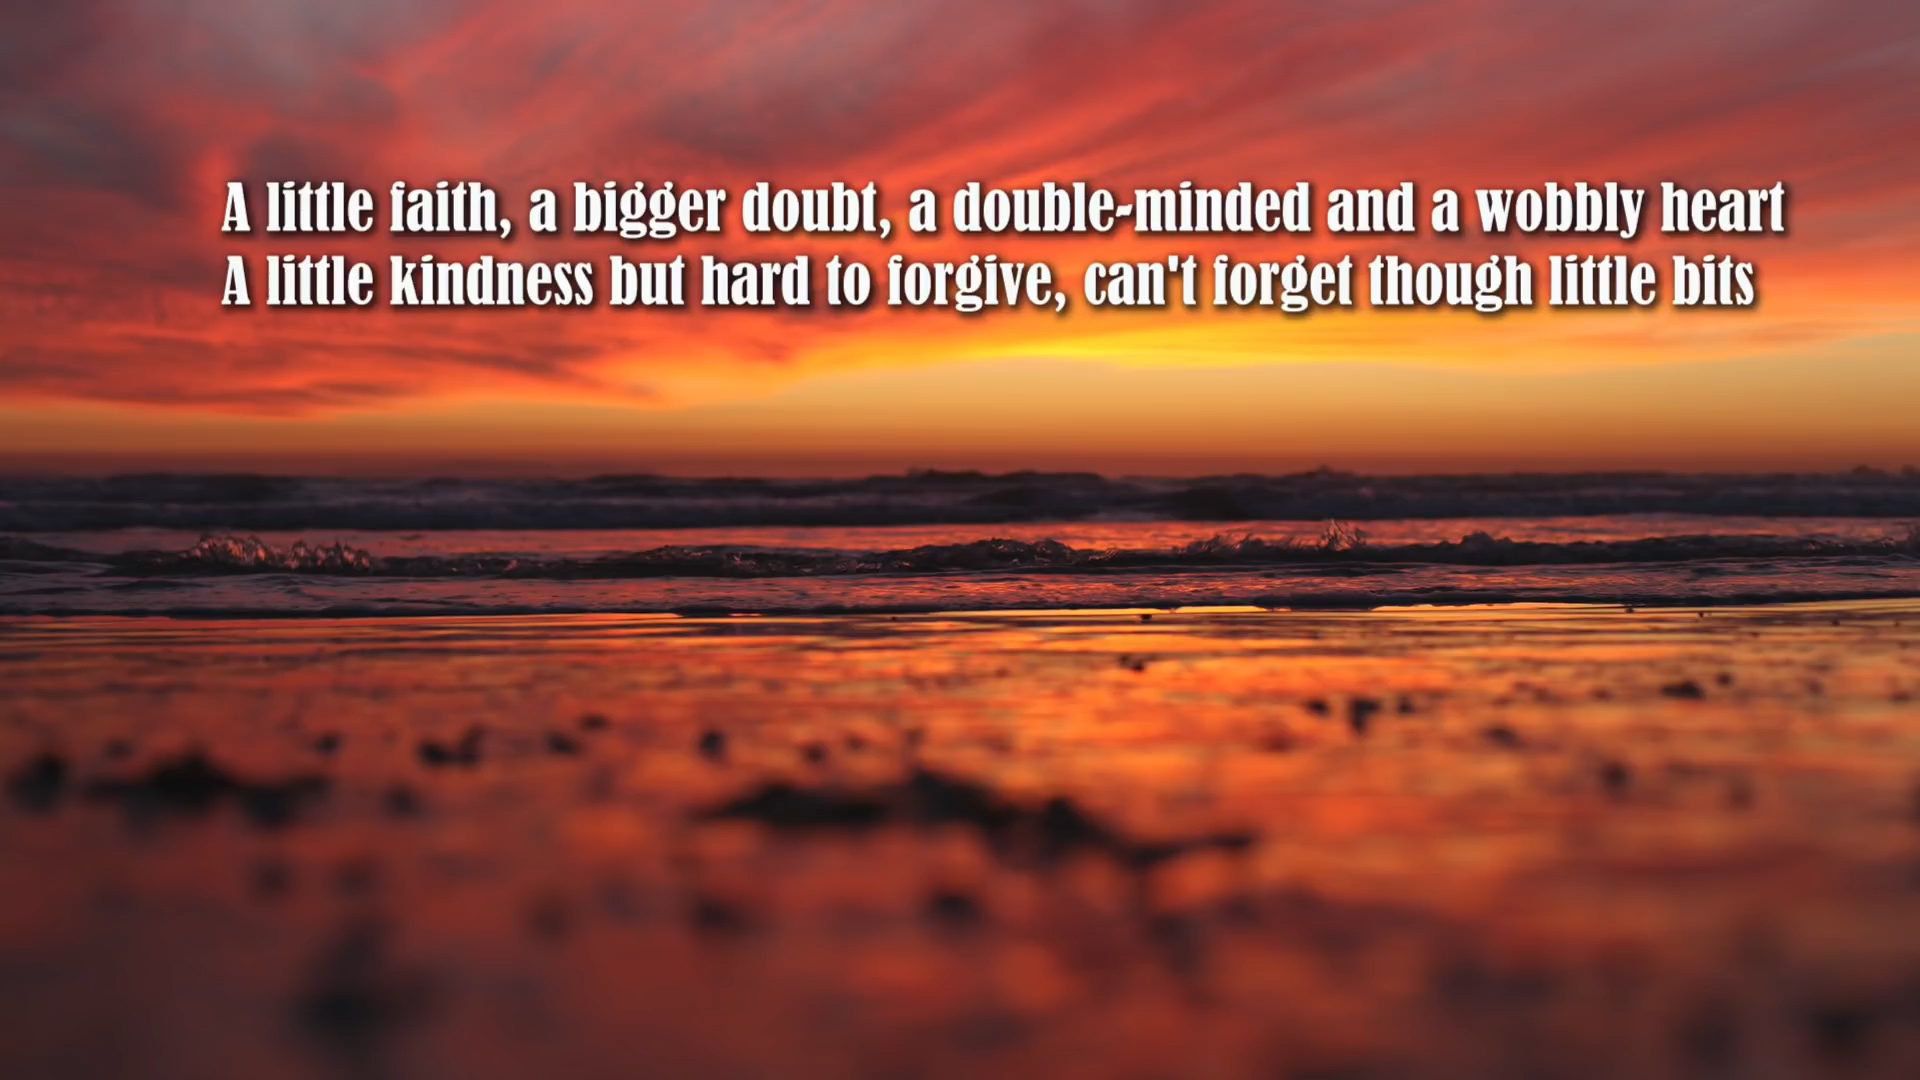 A little faith, a bigger doubt, a double-minded and a wobbly heart
A little kindness but hard to forgive, can't forget though little bits